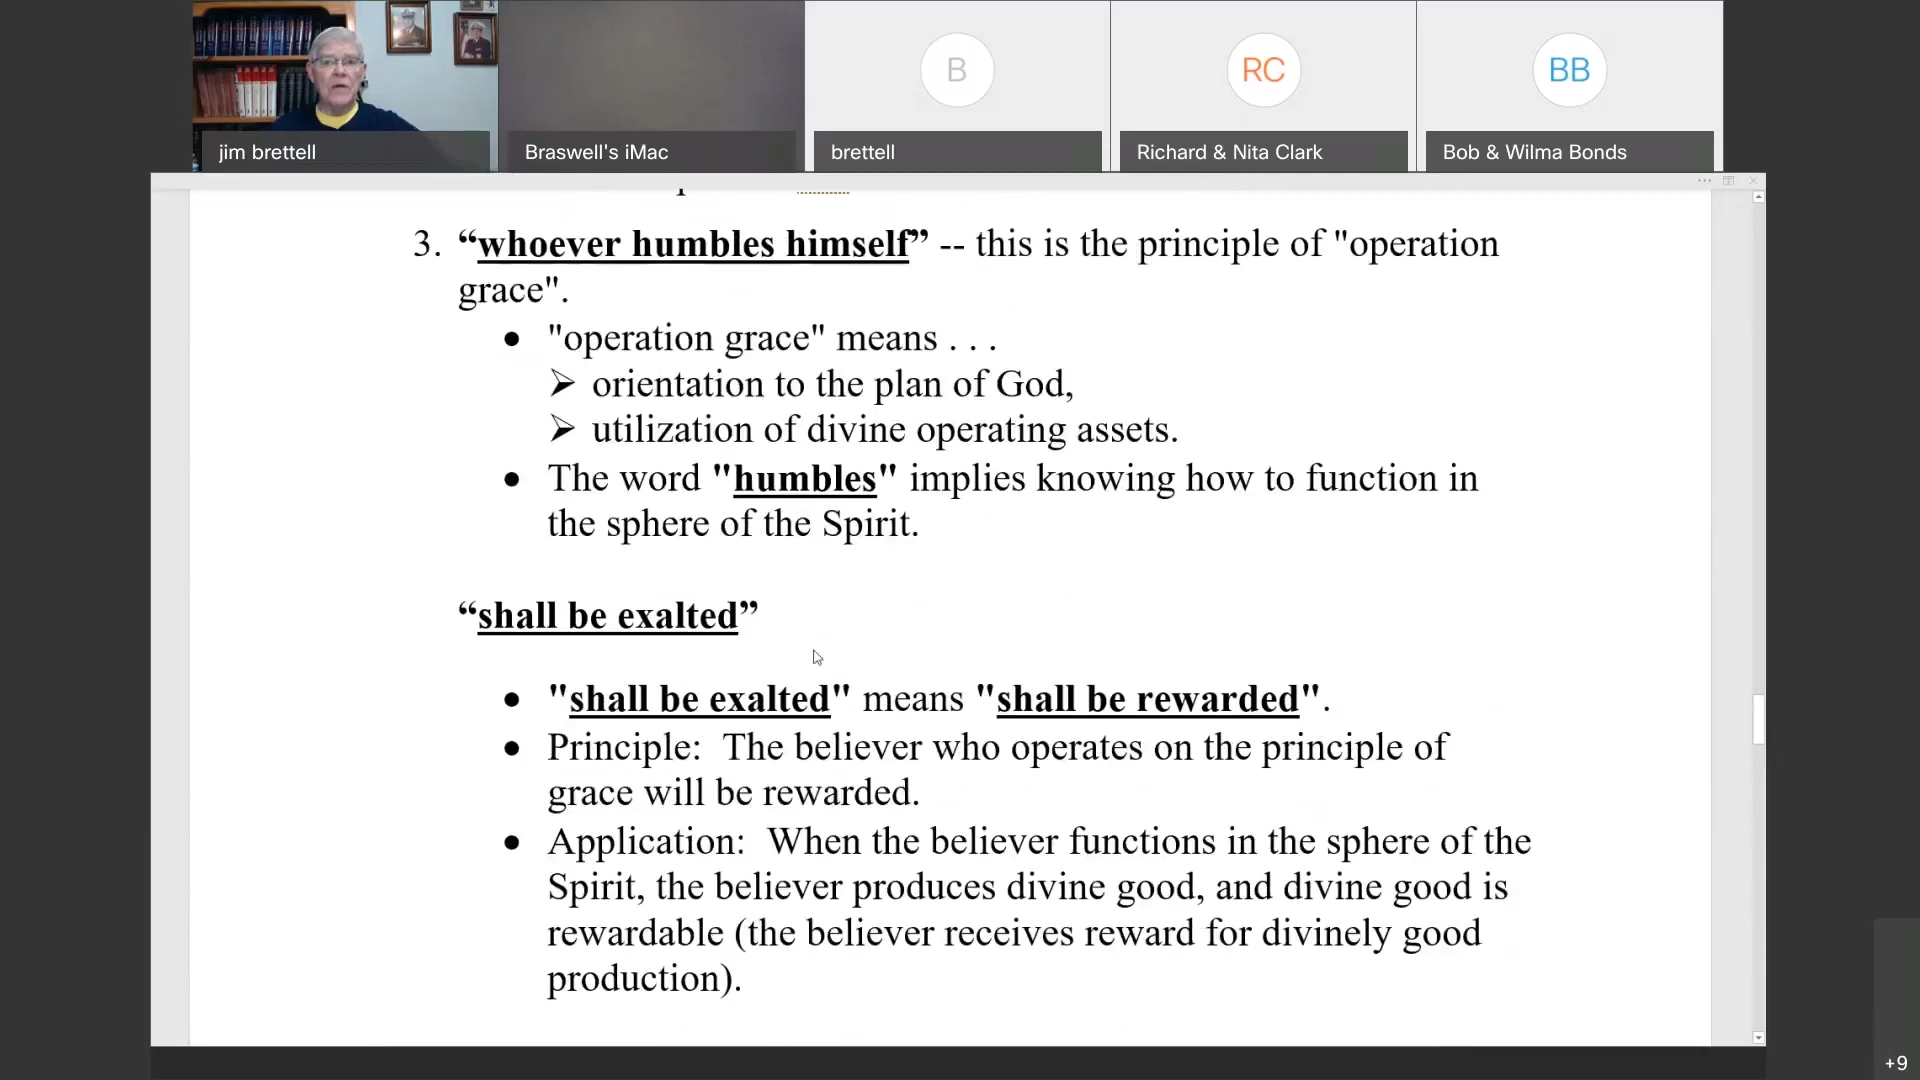 B
RC
BB
jim brettell
Braswell's iMac
brettell
Richard & Nita Clark
Bob & Wilma Bonds
3. “whoever humbles himself” -- this is the principle of "operation
grace".
• "operation grace" means . . .
➢ orientation to the plan of God,
➢ utilization of divine operating assets.
• The word "humbles" implies knowing how to function in
the sphere of the Spirit.
“shall be exalted”
• "shall be exalted" means "shall be rewarded".
• Principle:  The believer who operates on the principle of
grace will be rewarded.
• Application:  When the believer functions in the sphere of the
Spirit, the believer produces divine good, and divine good is
rewardable (the believer receives reward for divinely good
production).
+9